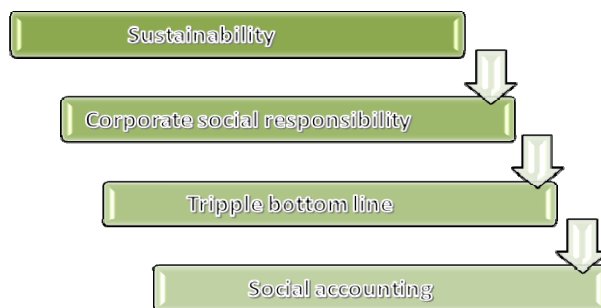 Sustainability
Corporate social responsibility
Tripple bottom line
Social accounting